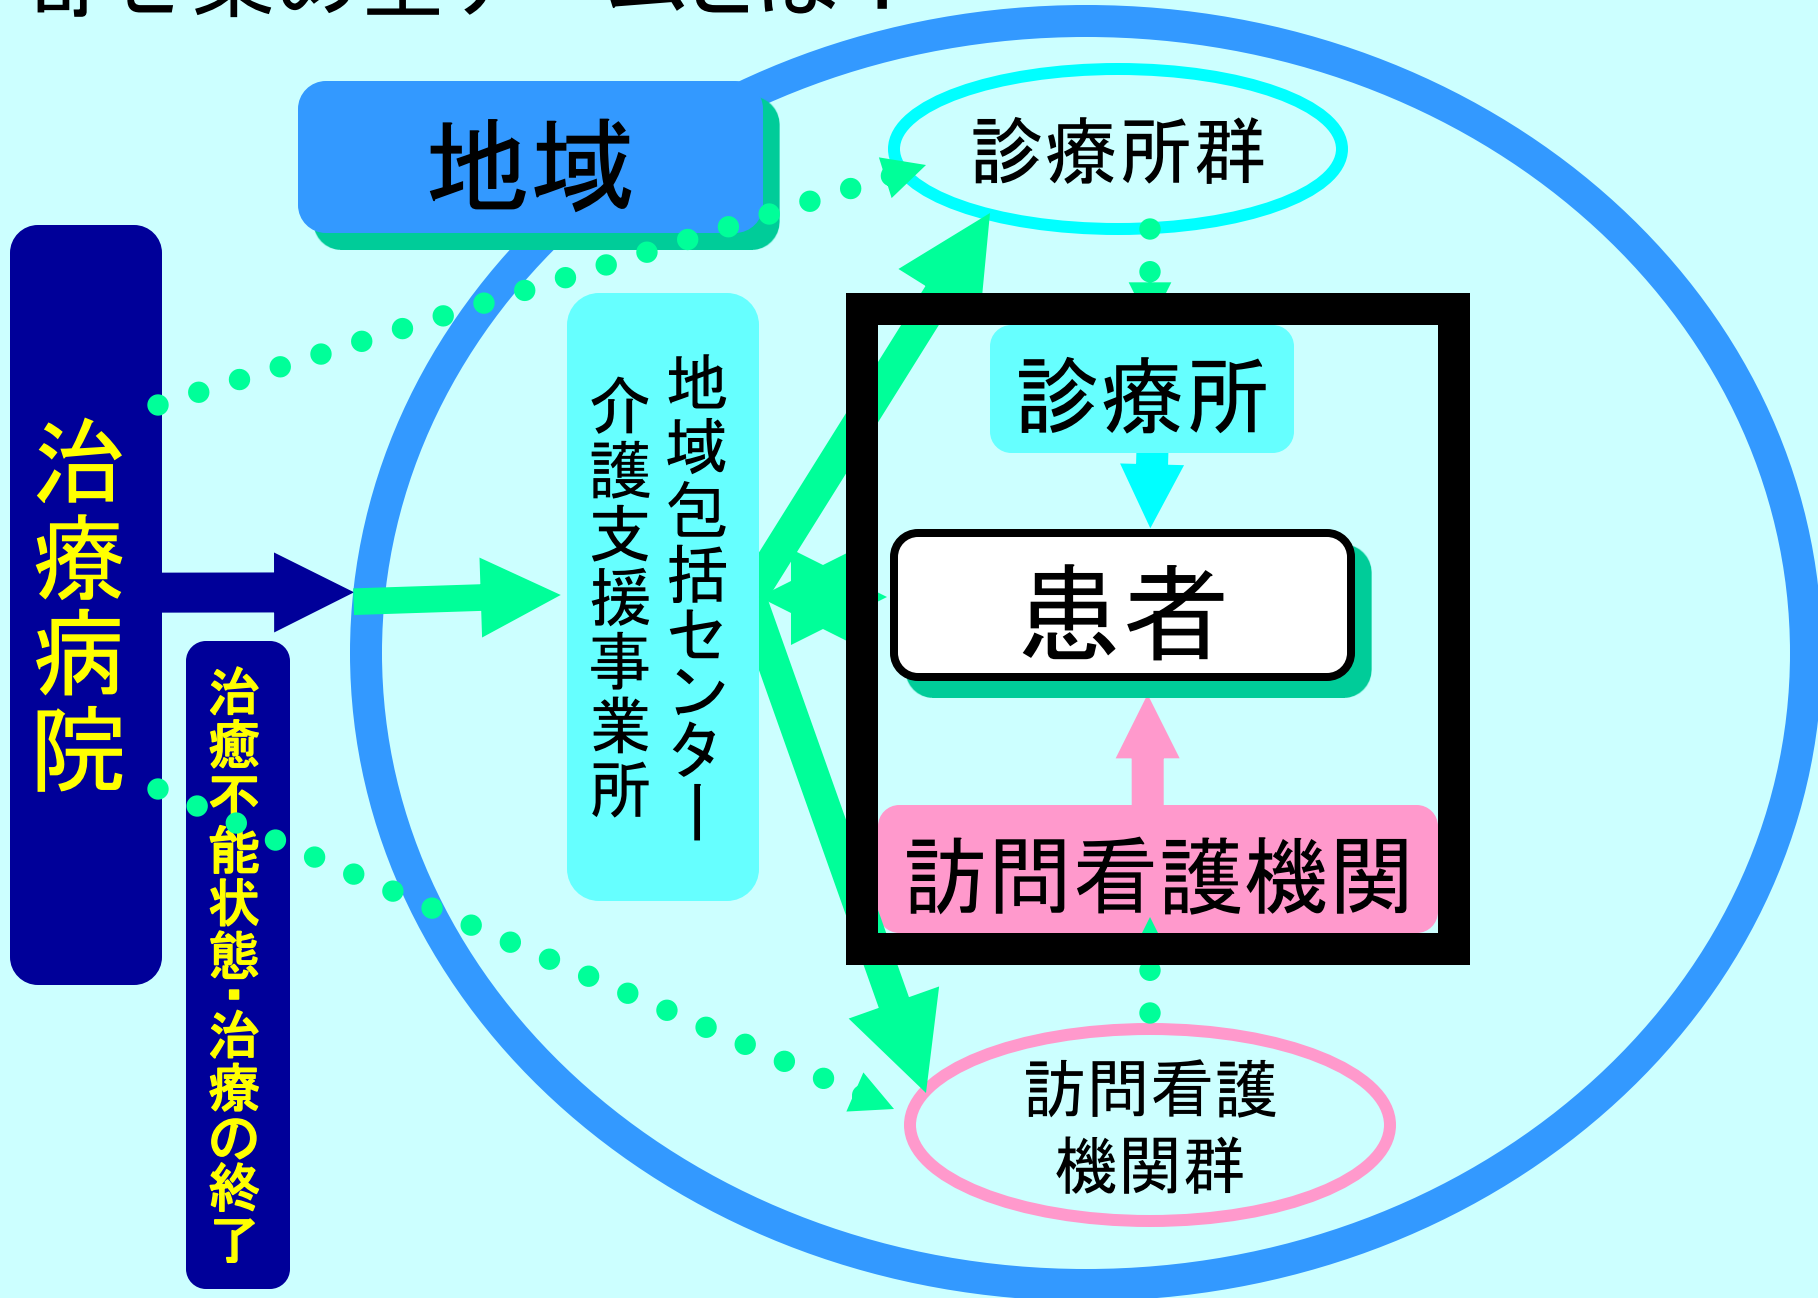 地域
診療所群
治療病院
治癒不能状態・治療の終了
地域包括センター
介護支援事業所
診療所
患者
訪問看護機関
訪問看護
機関群